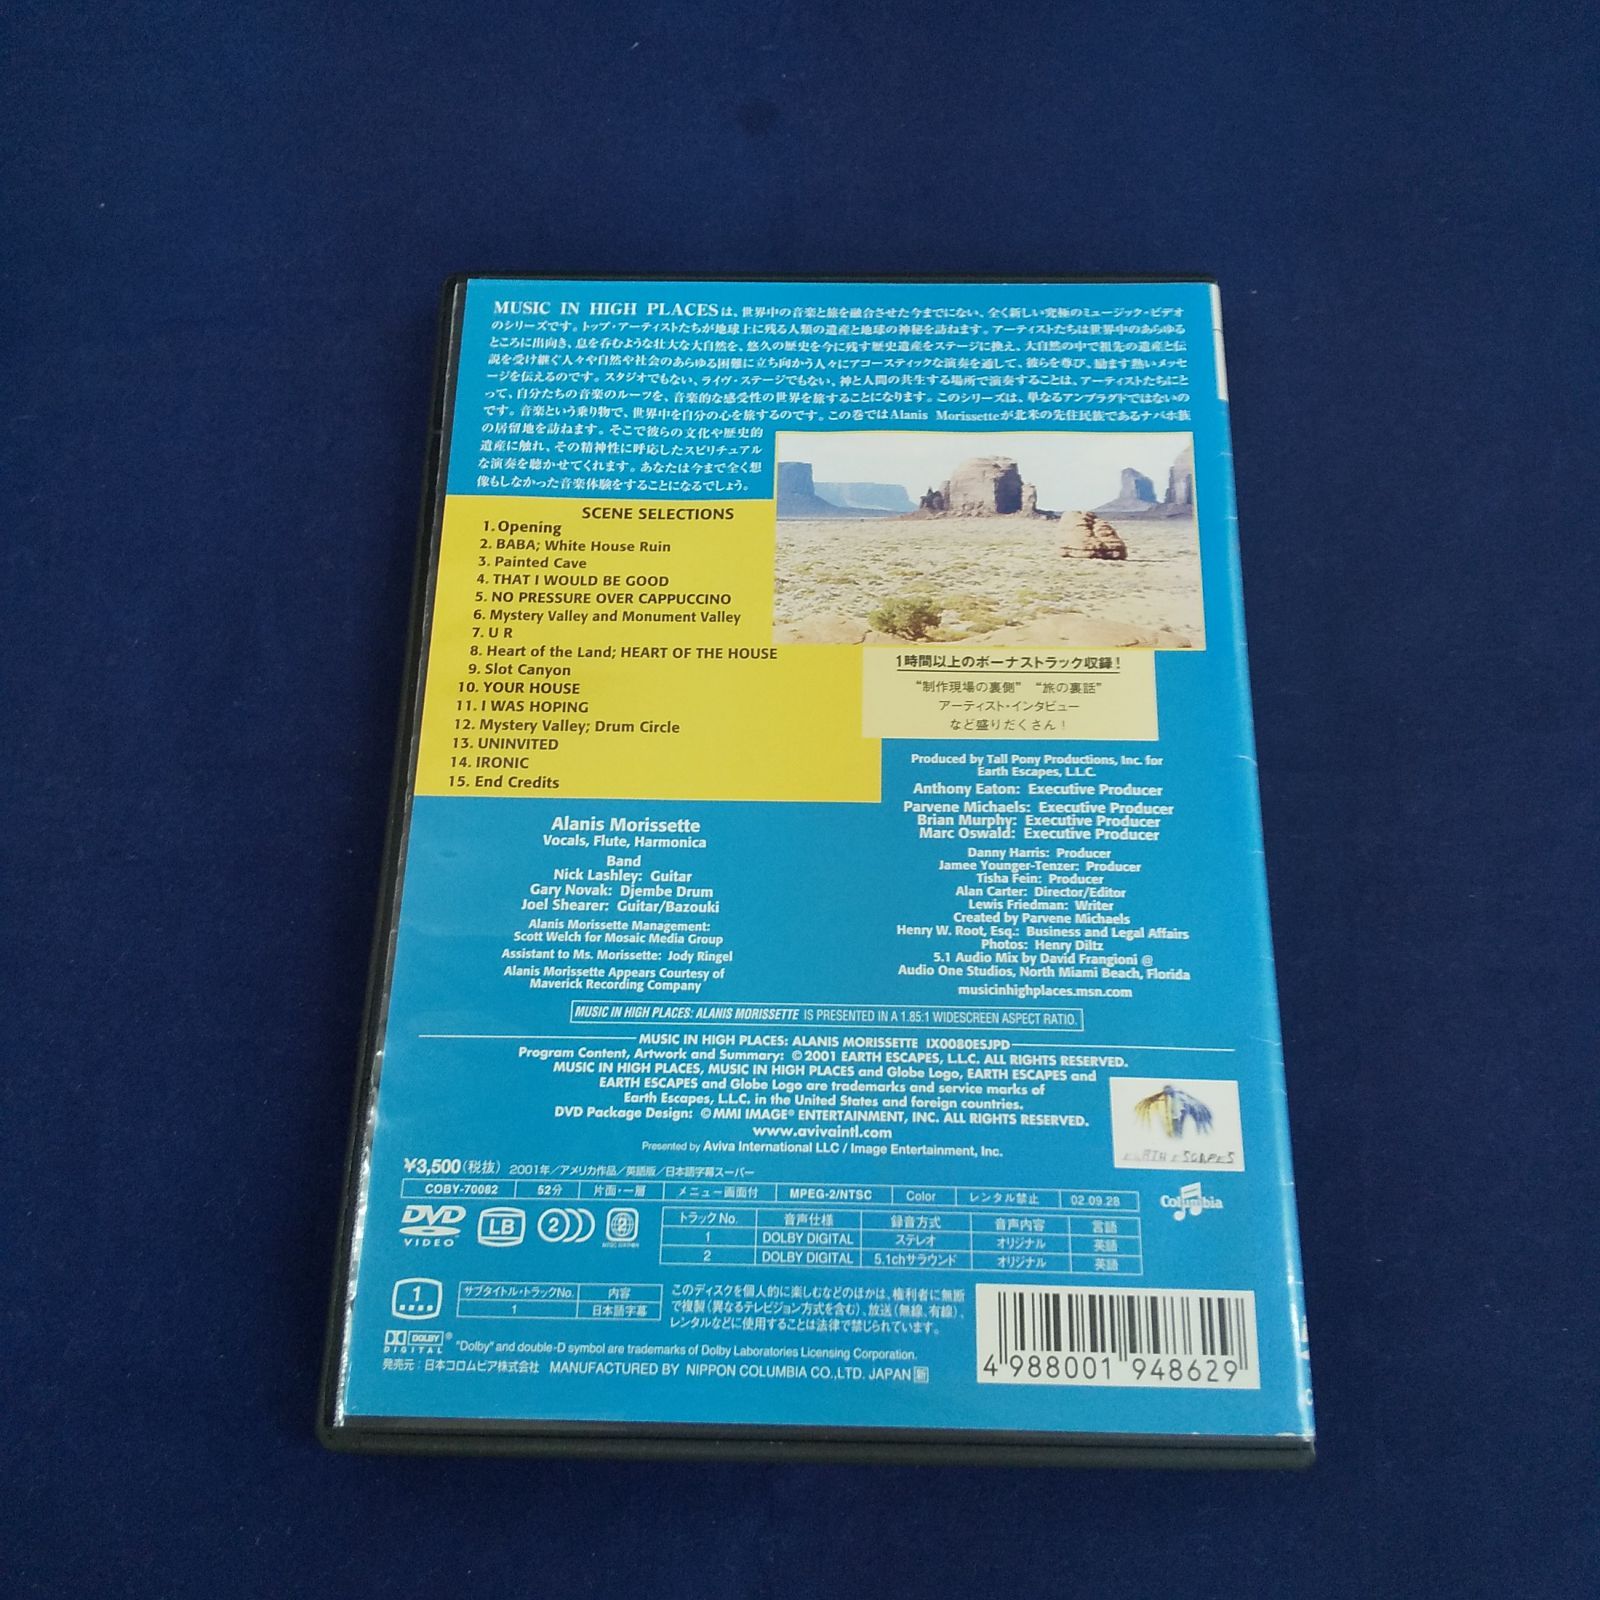 MUSIC IN HIGH PLACESは、世界中の音楽と旅を融合させた今までにない、全く新しい究極のミュージック・ビデオ
のシリーズです。トップ・アーティストたちが地球上に残る人類の遺産と地球の神秘を訪ねます。アーティストたちは世界中のあらゆる
ところに出向き、息を呑むような壮大な大自然を、悠久の歴史を今に残す歴史遺産をステージに換え、大自然の中で祖先の遺産と伝
説を受け継ぐ人々や自然や社会のあらゆる困難に立ち向かう人々にアコースティックな演奏を通して、彼らを尊び、励ます熱いメッセ
ージを伝えるのです。スタジオでもない、ライヴ・ステージでもない、神と人間の共生する場所で演奏することは、アーティストたちにと
って、自分たちの音楽のルーツを、音楽的な感受性の世界を旅することになります。このシリーズは、単なるアンプラグドではないの
です。音楽という乗り物で、世界中を自分の心を旅するのです。この巻ではAlanis Morissetteが北米の先住民族であるナバホ族
の居留地を訪ねます。そこで彼らの文化や歴史的
遺産に触れ、その精神性に呼応したスピリチュアル
な演奏を聴かせてくれます。あなたは今まで全く想
像もしなかった音楽体験をすることになるでしょう。
SCENE SELECTIONS
1. Opening
2. BABA; White House Ruin
3. Painted Cave
4. THAT I WOULD BE GOOD
5. NO PRESSURE OVER CAPPUCCINO
6. Mystery Valley and Monument Valley
7. U R
8. Heart of the Land; HEART OF THE HOUSE
9. Slot Canyon
10. YOUR HOUSE
11. I WAS HOPING
12. Mystery Valley; Drum Circle
13. UNINVITED
14. IRONIC
15. End Credits
1時間以上のボーナストラック収録!
“制作現場の裏側” “旅の裏話”
アーティスト・インタビュー
など盛りだくさん!
Alanis Morissette
Vocals, Flute, Harmonica
Band
Nick Lashley: Guitar
Gary Novak: Djembe Drum
Joel Shearer: Guitar/Bazouki
Alanis Morissette Management:
Scott Welch for Mosaic Media Group
Assistant to Ms. Morissette: Jody Ringel
Alanis Morissette Appears Courtesy of
Maverick Recording Company
Produced by Tall Pony Productions, Inc. for
Earth Escapes, L.L.C.
Anthony Eaton: Executive Producer
Parvene Michaels: Executive Producer
Brian Murphy: Executive Producer
Marc Oswald: Executive Producer
Danny Harris: Producer
Jamee Younger-Tenzer: Producer
Tisha Fein: Producer
Alan Carter: Director/Editor
Lewis Friedman: Writer
Created by Parvene Michaels
Henry W. Root, Esq.: Business and Legal Affairs
Photos: Henry Diltz
5.1 Audio Mix by David Frangioni @
Audio One Studios, North Miami Beach, Florida
musicinhighplaces.msn.com
MUSIC IN HIGH PLACES: ALANIS MORISSETTE IS PRESENTED IN A 1.85:1 WIDESCREEN ASPECT RATIO.
MUSIC IN HIGH PLACES: ALANIS MORISSETTE IX0080ESJPD
Program Content, Artwork and Summary: ©2001 EARTH ESCAPES, L.L.C. ALL RIGHTS RESERVED.
MUSIC IN HIGH PLACES, MUSIC IN HIGH PLACES and Globe Logo, EARTH ESCAPES and
EARTH ESCAPES and Globe Logo are trademarks and service marks of
Earth Escapes, L.L.C. in the United States and foreign countries.
DVD Package Design: ©MMI IMAGE® ENTERTAINMENT, INC. ALL RIGHTS RESERVED.
www.avivaintl.com
Presented by Aviva International LLC / Image Entertainment, Inc.
EARTH ESCAPES
¥3,500(税抜) 2001年/アメリカ作品/英語版/日本語字幕スーパー
COBY-70082 52分 片面・一層 メニュー画面付 MPEG-2/NTSC Color レンタル禁止 02.09.28
Columbia
DVD VIDEO LB 2 2
トラックNo. 音声仕様 録音方式 音声内容 言語
1 DOLBY DIGITAL ステレオ オリジナル 英語
2 DOLBY DIGITAL 5.1chサラウンド オリジナル 英語
1
サブタイトル・トラックNo. 内容
1 日本語字幕
このディスクを個人的に楽しむなどのほかは、権利者に無断
で複製(異なるテレビジョン方式を含む)、放送(無線、有線)、
レンタルなどに使用することは法律で禁じられています。
DOLBY DIGITAL ® "Dolby" and double-D symbol are trademarks of Dolby Laboratories Licensing Corporation.
発売元:日本コロムビア株式会社 MANUFACTURED BY NIPPON COLUMBIA CO.,LTD. JAPAN 新
4 988001 948629